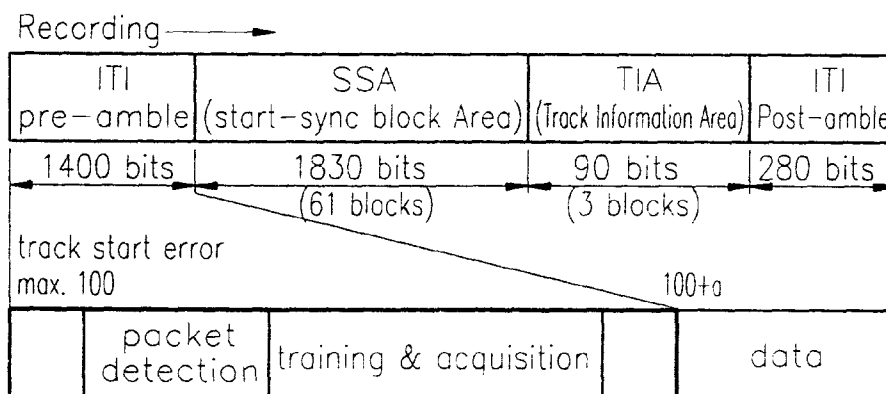 Recording
ITI
pre-amble
SSA
(start-sync block Area)
TIA
(Track Information Area)
ITI
Post-amble
1400 bits
1830 bits
(61 blocks)
90 bits
(3 blocks)
280 bits
track start error
max. 100
100+a
packet
detection
training & acquisition
data